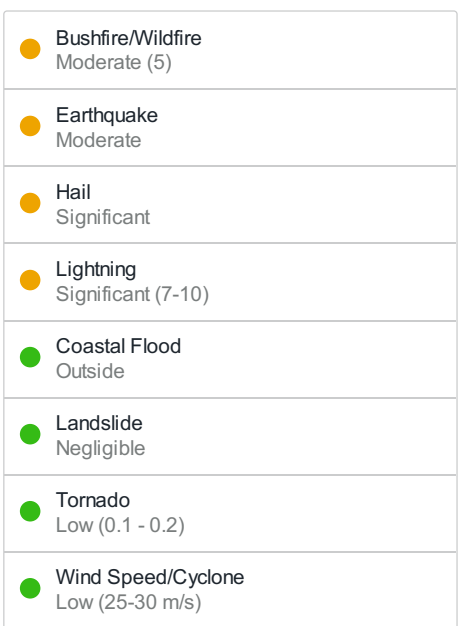 Bushfire/Wildfire
Moderate (5)
Earthquake
Moderate
Hail
Significant
Lightning
Significant (7-10)
Coastal Flood
Outside
Landslide
Negligible
Tornado
Low (0.1 - 0.2)
Wind Speed/Cyclone
Low (25-30 m/s)